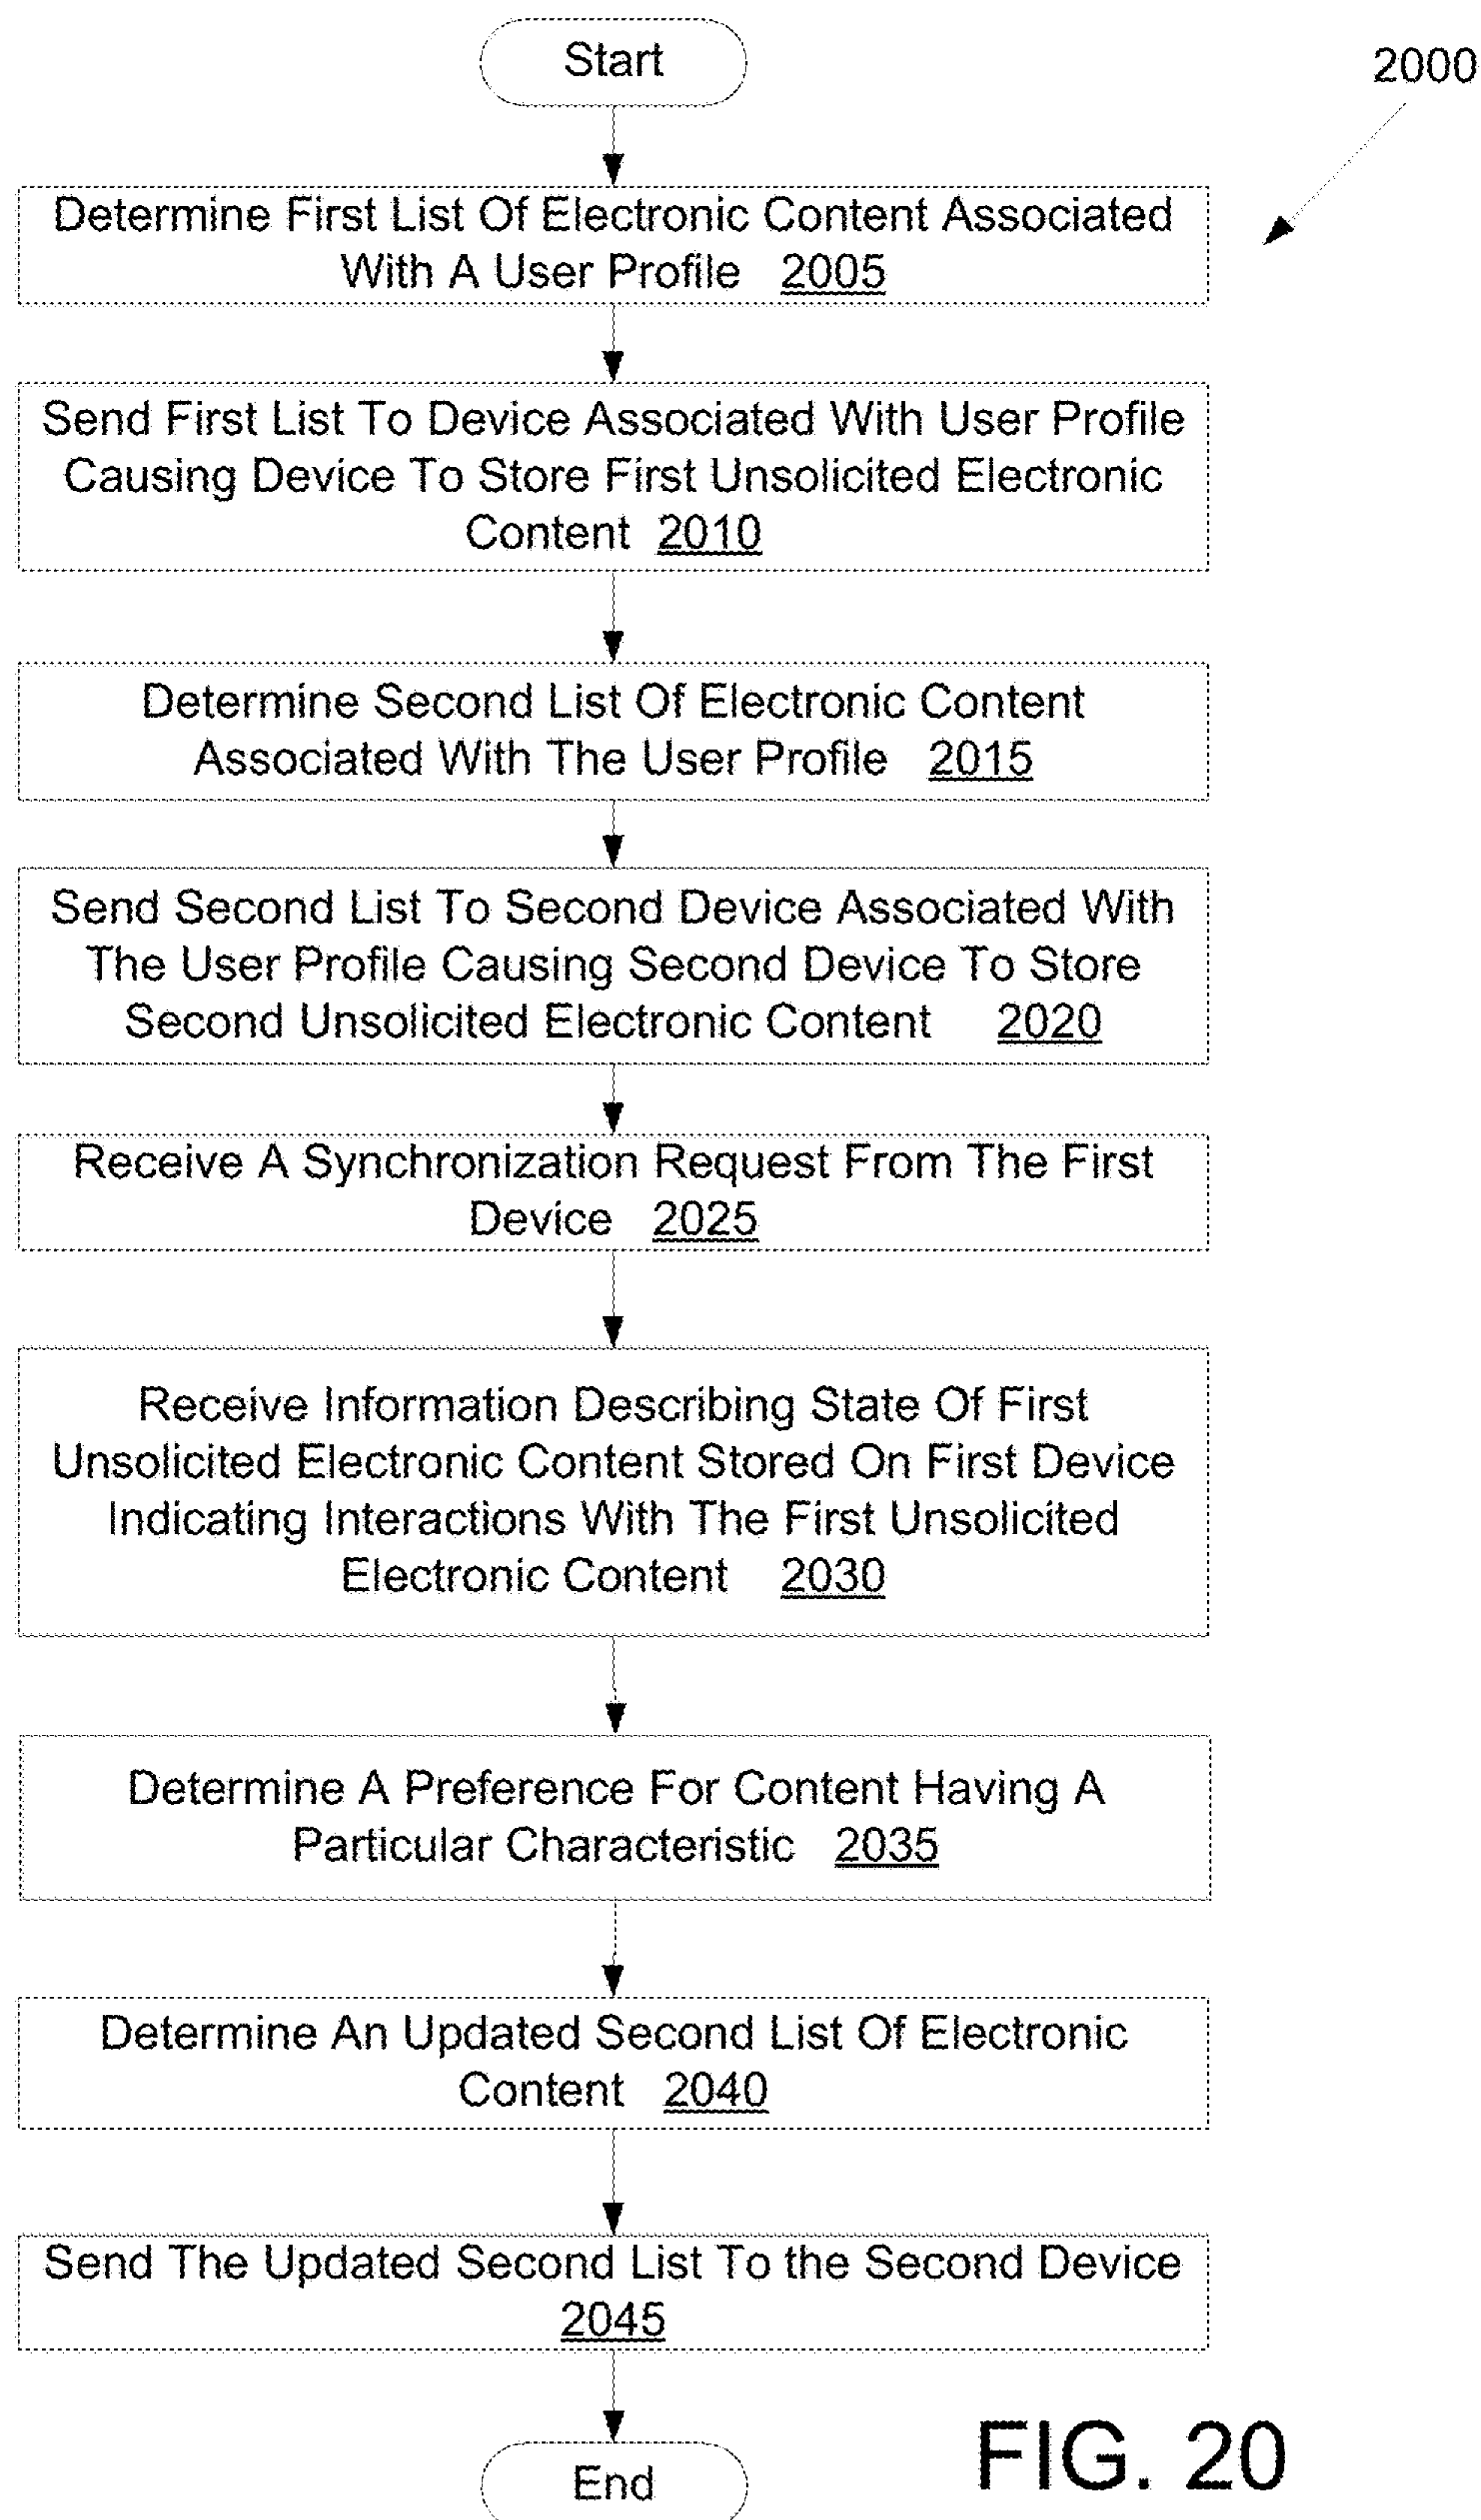 Start
2000
Determine First List Of Electronic Content Associated
With A User Profile 2005
Send First List To Device Associated With User Profile
Causing Device To Store First Unsolicited Electronic
Content 2010
Determine Second List Of Electronic Content
Associated With The User Profile 2015
Send Second List To Second Device Associated With
The User Profile Causing Second Device To Store
Second Unsolicited Electronic Content 2020
Receive A Synchronization Request From The First
Device 2025
Receive Information Describing State Of First
Unsolicited Electronic Content Stored On First Device
Indicating Interactions With The First Unsolicited
Electronic Content 2030
Determine A Preference For Content Having A
Particular Characteristic 2035
Determine An Updated Second List Of Electronic
Content 2040
Send The Updated Second List To the Second Device
2045
End
FIG. 20